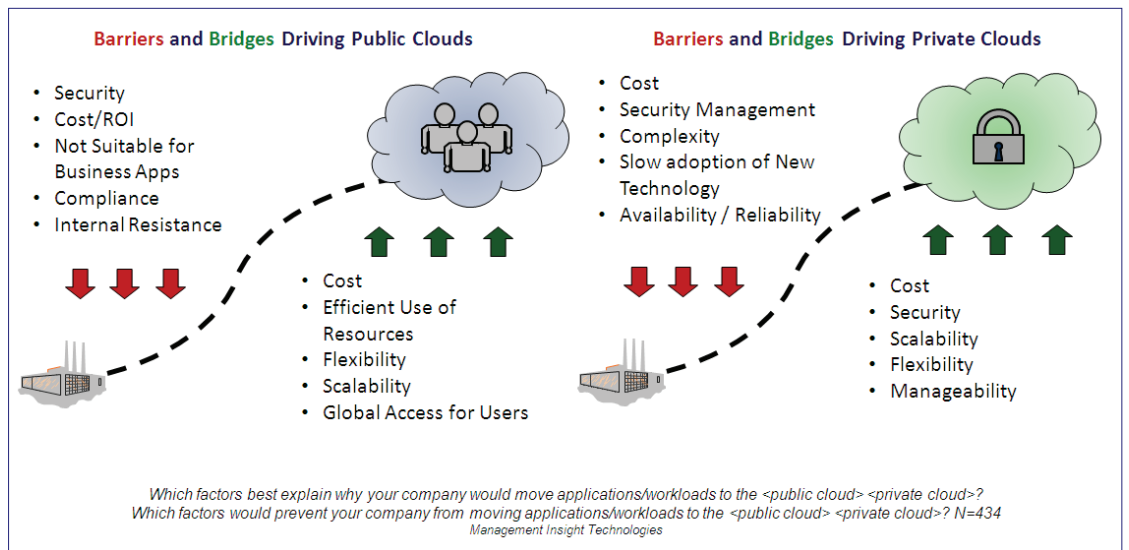 Barriers and Bridges Driving Public Clouds
• Security
• Cost/ROI
• Not Suitable for
Business Apps
• Compliance
• Internal Resistance
• Cost
• Efficient Use of
Resources
• Flexibility
• Scalability
• Global Access for Users
Barriers and Bridges Driving Private Clouds
• Cost
• Security Management
• Complexity
• Slow adoption of New
Technology
• Availability / Reliability
• Cost
• Security
• Scalability
• Flexibility
• Manageability
Which factors best explain why your company would move applications/workloads to the <public cloud> <private cloud>?
Which factors would prevent your company from moving applications/workloads to the <public cloud> <private cloud>? N=434
Management Insight Technologies